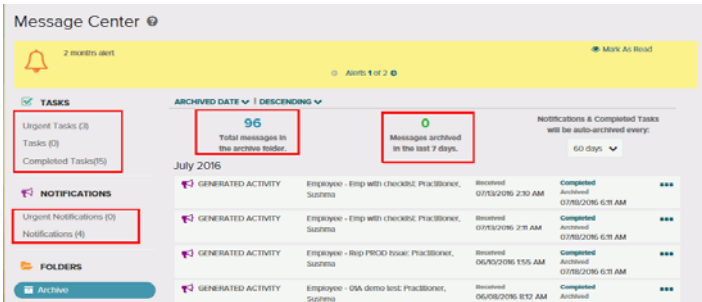 Message Center ?
2 months alert
Mark As Read
Alerts 1 of 2
TASKS
Urgent Tasks (3)
Tasks (0)
Completed Tasks(15)
NOTIFICATIONS
Urgent Notifications (0)
Notifications (4)
FOLDERS
Archive
ARCHIVED DATE | DESCENDING
96
Total messages in
the archive folder.
0
Messages archived
in the last 7 days.
Notifications & Completed Tasks
will be auto-archived every:
60 days
July 2016
GENERATED ACTIVITY
Employee - Emp with checklist: Practitioner,
Sushma
Received
07/13/2016 2:10 AM
Completed
Archived
07/18/2016 6:11 AM
GENERATED ACTIVITY
Employee - Emp with checklist: Practitioner,
Sushma
Received
07/13/2016 2:11 AM
Completed
Archived
07/18/2016 6:11 AM
GENERATED ACTIVITY
Employee - Rep PROD Issue: Practitioner,
Sushma
Received
06/10/2016 1:55 AM
Completed
Archived
07/18/2016 6:11 AM
GENERATED ACTIVITY
Employee - 01A demo test: Practitioner,
Sushma
Received
06/08/2016 8:12 AM
Completed
Archived